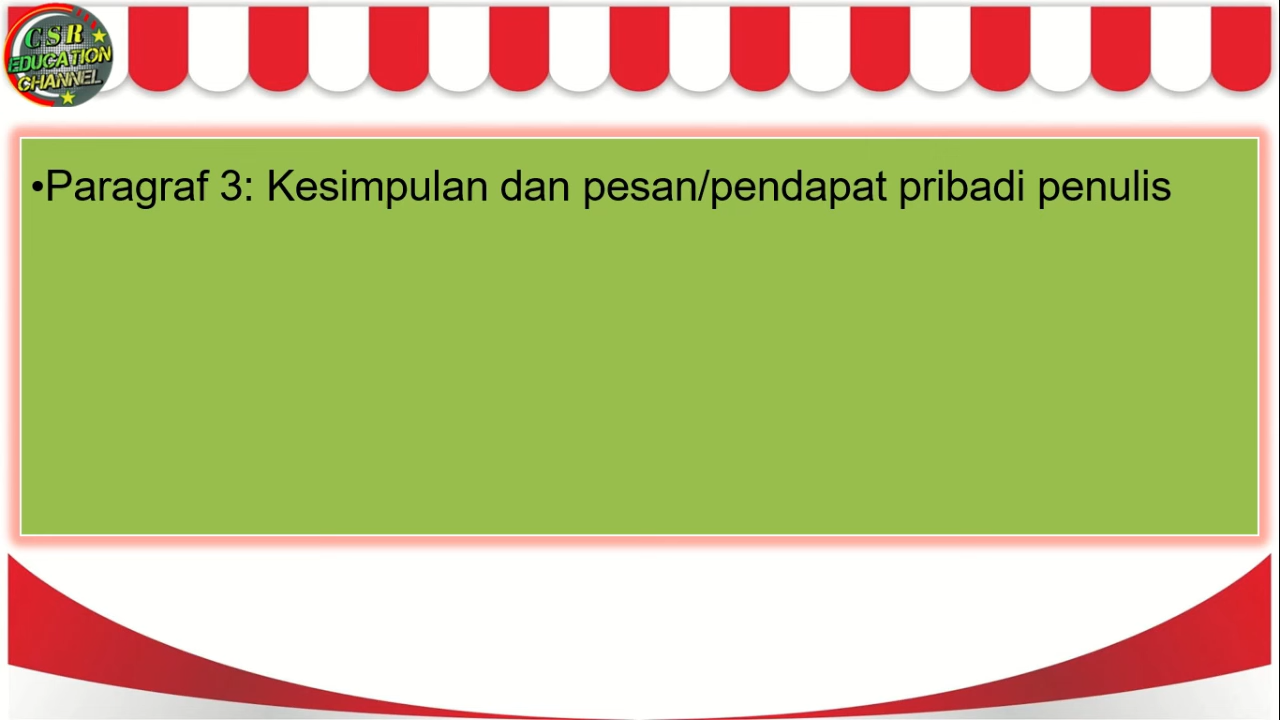 CSR
EDUCATION
CHANNEL
•Paragraf 3: Kesimpulan dan pesan/pendapat pribadi penulis